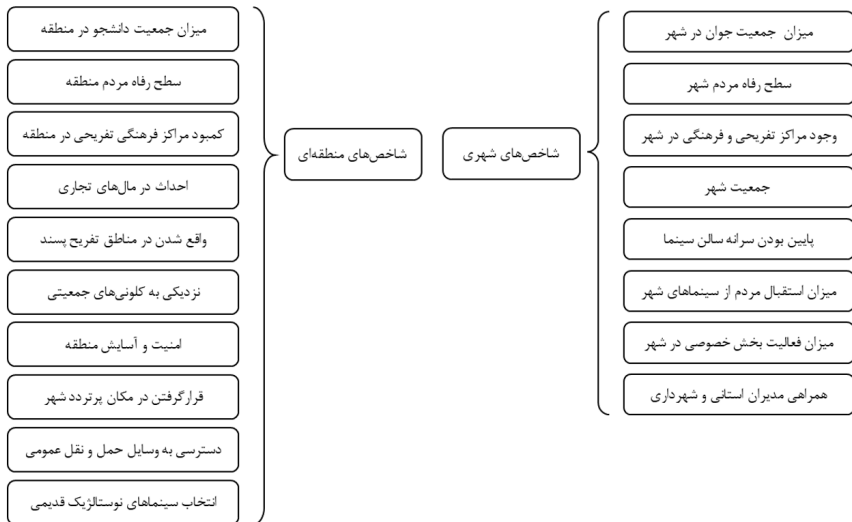 شاخص‌های شهری
میزان جمعیت جوان در شهر
سطح رفاه مردم شهر
وجود مراکز تفریحی و فرهنگی در شهر
جمعیت شهر
پایین بودن سرانه سالن سینما
میزان استقبال مردم از سینماهای شهر
میزان فعالیت بخش خصوصی در شهر
همراهی مدیران استانی و شهرداری
شاخص‌های منطقه‌ای
میزان جمعیت دانشجو در منطقه
سطح رفاه مردم منطقه
کمبود مراکز فرهنگی تفریحی در منطقه
احداث در مال‌های تجاری
واقع شدن در مناطق تفریح پسند
نزدیکی به کلونی‌های جمعیتی
امنیت و آسایش منطقه
قرارگرفتن در مکان پرتردد شهر
دسترسی به وسایل حمل و نقل عمومی
انتخاب سینماهای نوستالژیک قدیمی